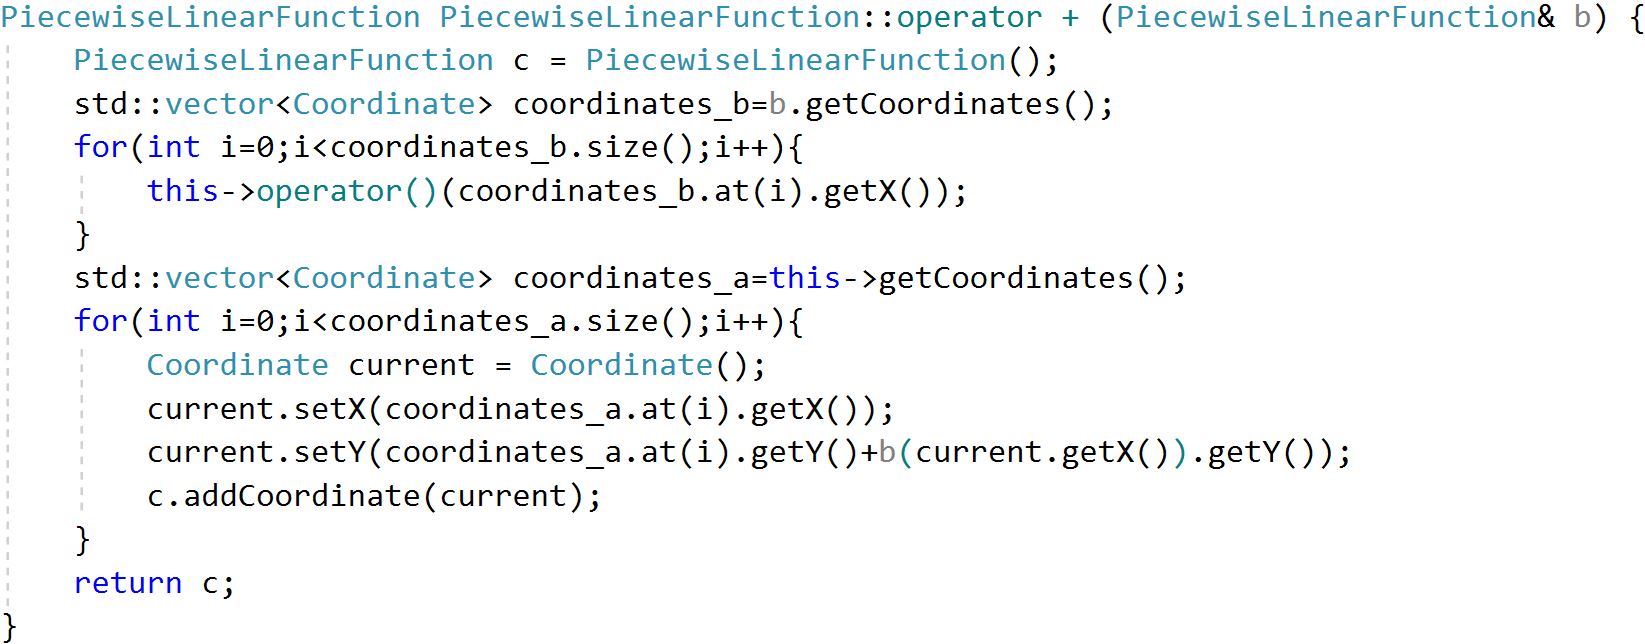 PiecewiseLinearFunction PiecewiseLinearFunction::operator + (PiecewiseLinearFunction& b) {
    PiecewiseLinearFunction c = PiecewiseLinearFunction();
    std::vector<Coordinate> coordinates_b=b.getCoordinates();
    for(int i=0;i<coordinates_b.size();i++){
        this->operator()(coordinates_b.at(i).getX());
    }
    std::vector<Coordinate> coordinates_a=this->getCoordinates();
    for(int i=0;i<coordinates_a.size();i++){
        Coordinate current = Coordinate();
        current.setX(coordinates_a.at(i).getX());
        current.setY(coordinates_a.at(i).getY()+b(current.getX()).getY());
        c.addCoordinate(current);
    }
    return c;
}